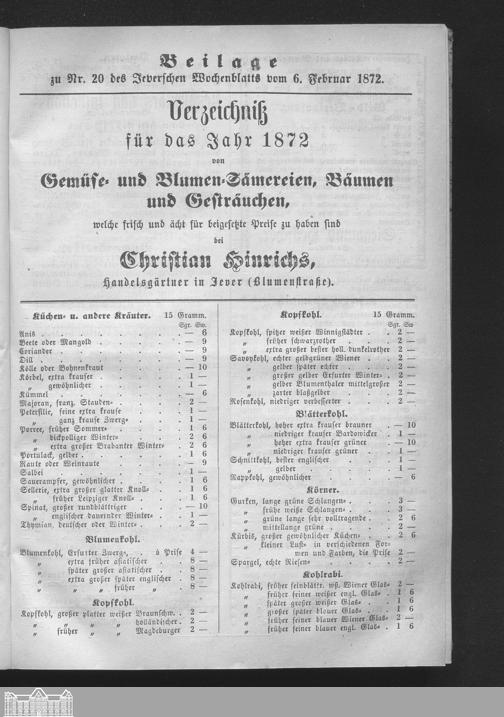 Beilage
zu Nr. 20 des Jeverschen Wochenblatts vom 6. Februar 1872.
Verzeichniß
für das Jahr 1872
von
Gemüse- und Blumen-Sämereien, Bäumen
und Gesträuchen,
welche frisch und ächt für beigesetzte Preise zu haben sind
bei
Christian Hinrichs,
Handelsgärtner in Jever (Blumenstraße).
Küchen- u. andere Kräuter. 15 Gramm.
Sgr. Sw.
Anis . . . — 6
Beete oder Mangold . . . — 9
Coriander . . . — 9
Dill . . . — 9
Kölle oder Bohnenkraut . . . — 10
Körbel, extra krauser . . . 1 —
„ gewöhnlicher . . . 1 —
Kümmel . . . — 6
Majoran, franz. Stauden- . . . 2 —
Petersilie, feine extra krause . . . 1 —
„ ganz krause Zwerg- . . . 1 —
Porree, früher Sommer- . . . 1 6
„ dickpolliger Winter- . . . 2 6
„ extra großer Brabanter Winter- 2 6
Portulack, gelber . . . 1 6
Raute oder Weinraute . . . — 9
Salbei . . . 1 —
Sauerampfer, gewöhnlicher . . . 1 6
Sellerie, extra großer glatter Knoll- . 1 6
„ früher Leipziger Knoll- . . 1 6
Spinat, großer rundblättriger . . . — 10
„ englischer dauernder Winter- . 1 —
Thymian, deutscher oder Winter- . . 2 —
Blumenkohl.
Blumenkohl, Erfurter Zwerg-, . à Prise 4 —
„ extra früher asiatischer . . 8 —
„ später großer asiatischer . . 8 —
„ extra großer später englischer . 8 —
„ „ „ früher „ . 8 —
Kopfkohl.
Kopfkohl, großer platter weißer Braunschw. . 2 —
„ „ „ „ holländischer . 2 —
„ früher „ „ Magdeburger 2 —
Kopfkohl. 15 Gramm.
Sgr. Sw.
Kopfkohl, spitzer weißer Winnigstädter . . 2 —
„ früher schwarzrother . . . 2 —
„ extra großer bester holl. dunkelrother 2 —
Savoykohl, echter goldgrüner Wiener . . 2 —
„ gelber später echter . . . 2 —
„ großer gelber Erfurter Winter- . 2 —
„ gelber Blumenthaler mittelgroßer 2 —
„ zarter blaßgelber . . . 2 —
Rosenkohl, niedriger verbesserter . . . 2 —
Blätterkohl.
Blätterkohl, hoher extra krauser brauner . — 10
„ niedriger krauser Bardowicker . 1 —
„ hoher extra krauser grüner . — 10
„ niedriger krauser grüner . . 1 —
Schnittkohl, bester englischer . . . 1 —
„ gelber . . . 1 —
Rappkohl, gewöhnlicher . . . — 6
Körner.
Gurken, lange grüne Schlangen- . . . 3 —
„ frühe weiße Schlangen- . . . 3 —
„ grüne lange sehr volltragende . . 2 6
„ mittellange grüne . . . 2 —
Kürbis, großer gewöhnlicher Küchen- . . 2 6
„ kleiner Lust- in verschiedenen For-
men und Farben, die Prise 2 —
Spargel, echte Riesen- . . . 2 —
Kohlrabi.
Kohlrabi, früher feinblättr. wß. Wiener Glas- 2 —
„ früher feiner weißer engl. Glas- . 1 6
„ später großer weißer Glas- . . 1 6
„ großer später blauer Glas- . . 1 6
„ früher feiner blauer Wiener Glas- 2 —
„ früher feiner blauer engl. Glas- . 1 6